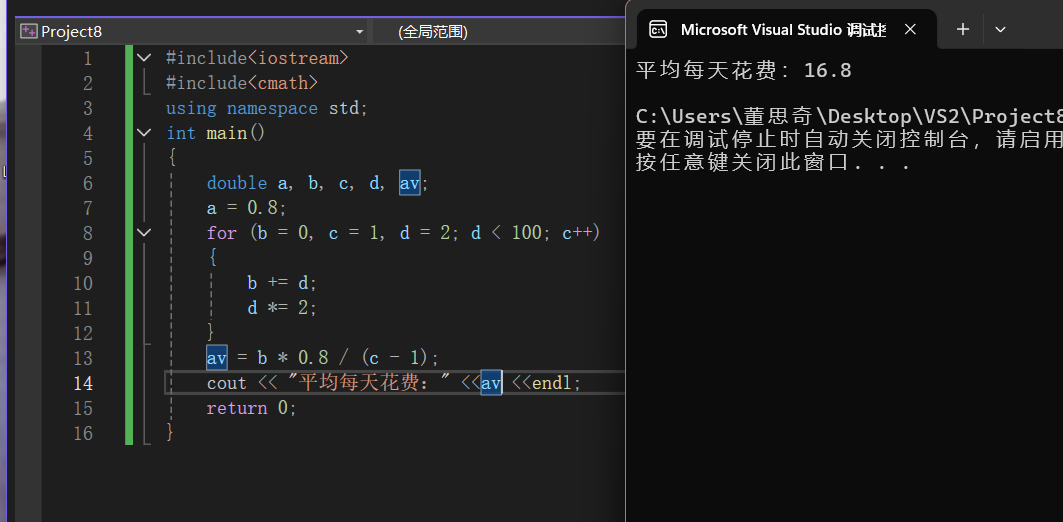 Project8
(全局范围)
1 #include<iostream>
2 #include<cmath>
3 using namespace std;
4 int main()
5 {
6 double a, b, c, d, av;
7 a = 0.8;
8 for (b = 0, c = 1, d = 2; d < 100; c++)
9 {
10 b += d;
11 d *= 2;
12 }
13 av = b * 0.8 / (c - 1);
14 cout << "平均每天花费：" <<av <<endl;
15 return 0;
16 }
Microsoft Visual Studio 调试
平均每天花费：16.8
C:\Users\董思奇\Desktop\VS2\Project8
要在调试停止时自动关闭控制台，请启用
按任意键关闭此窗口. . .